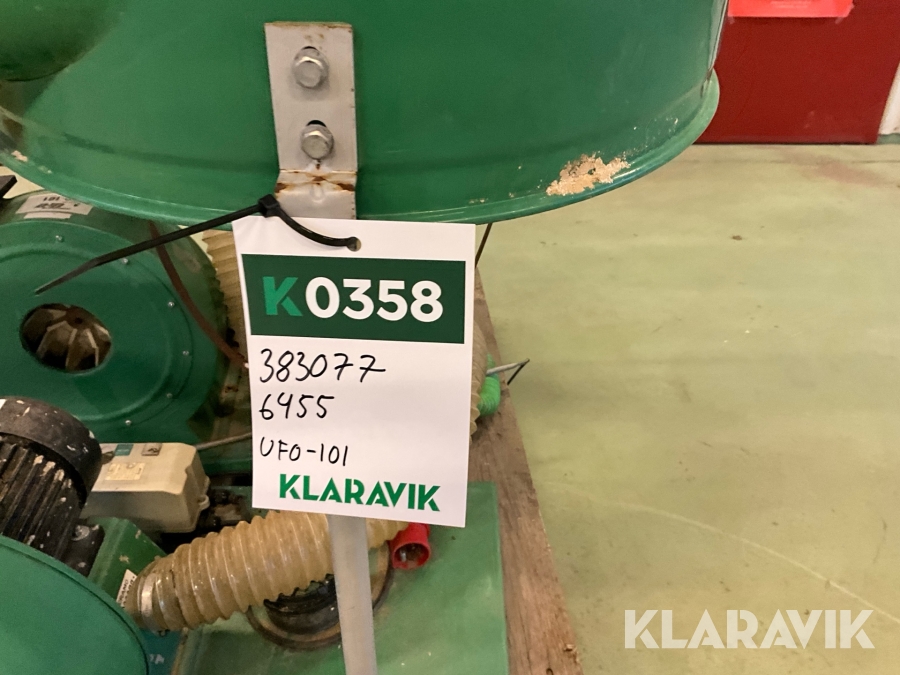 K0358
383077
6455
UFO-101
KLARAVIK
KLARAVIK